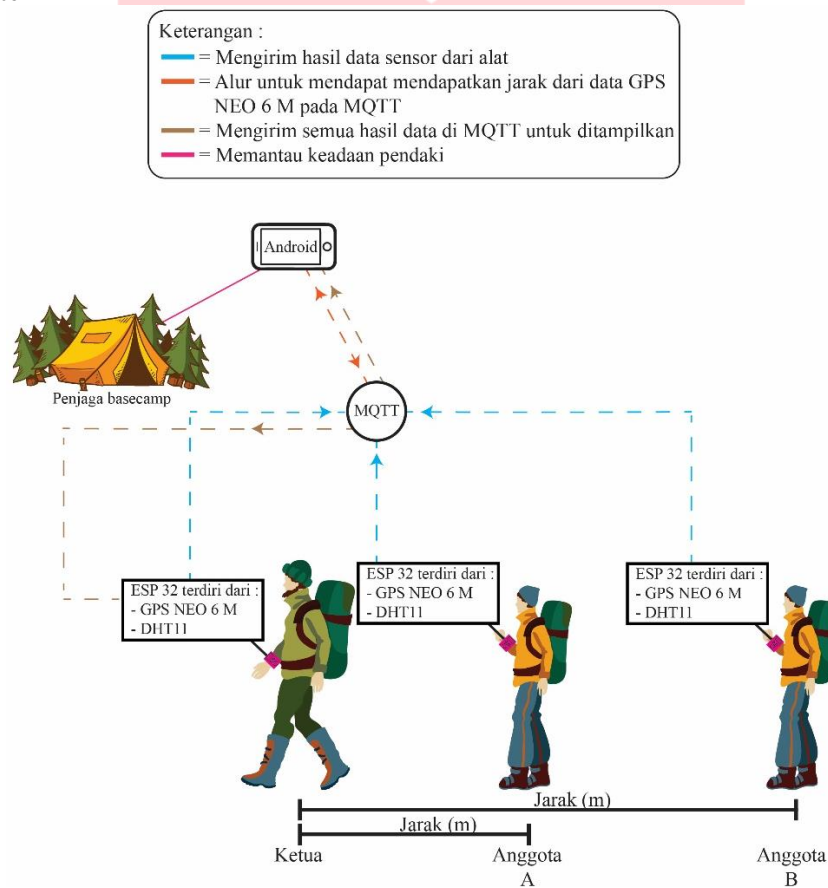 Keterangan :
= Mengirim hasil data sensor dari alat
= Alur untuk mendapat mendapatkan jarak dari data GPS
NEO 6 M pada MQTT
= Mengirim semua hasil data di MQTT untuk ditampilkan
= Memantau keadaan pendaki
Android
Penjaga basecamp
MQTT
ESP 32 terdiri dari :
- GPS NEO 6 M
- DHT11
ESP 32 terdiri dari :
- GPS NEO 6 M
- DHT11
ESP 32 terdiri dari :
- GPS NEO 6 M
- DHT11
Jarak (m)
Jarak (m)
Ketua
Anggota
A
Anggota
B